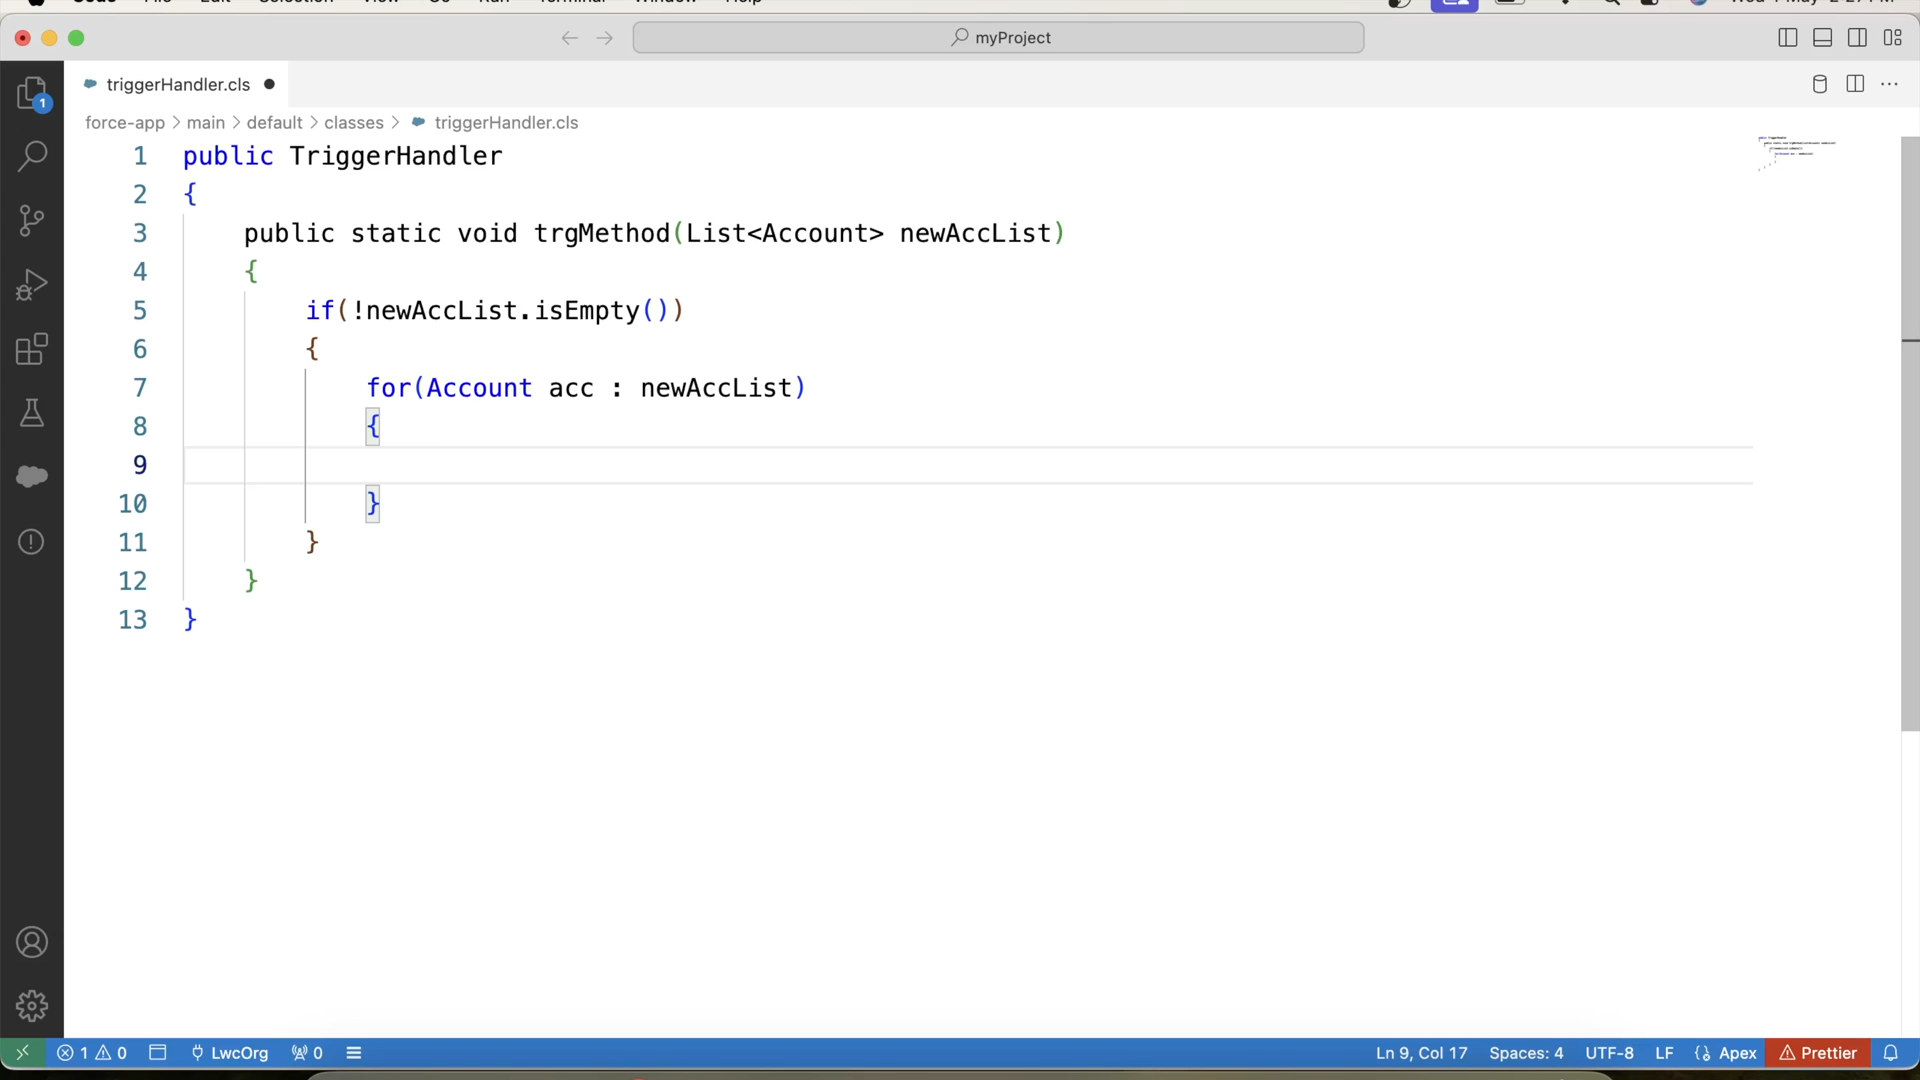 myProject
1
triggerHandler.cls
force-app > main > default > classes > triggerHandler.cls
1 public TriggerHandler
2 {
3 public static void trgMethod(List<Account> newAccList)
4 {
5 if(!newAccList.isEmpty())
6 {
7 for(Account acc : newAccList)
8 {
9
10 }
11 }
12 }
13 }
1 0 LwcOrg 0 Ln 9, Col 17 Spaces: 4 UTF-8 LF Apex Prettier